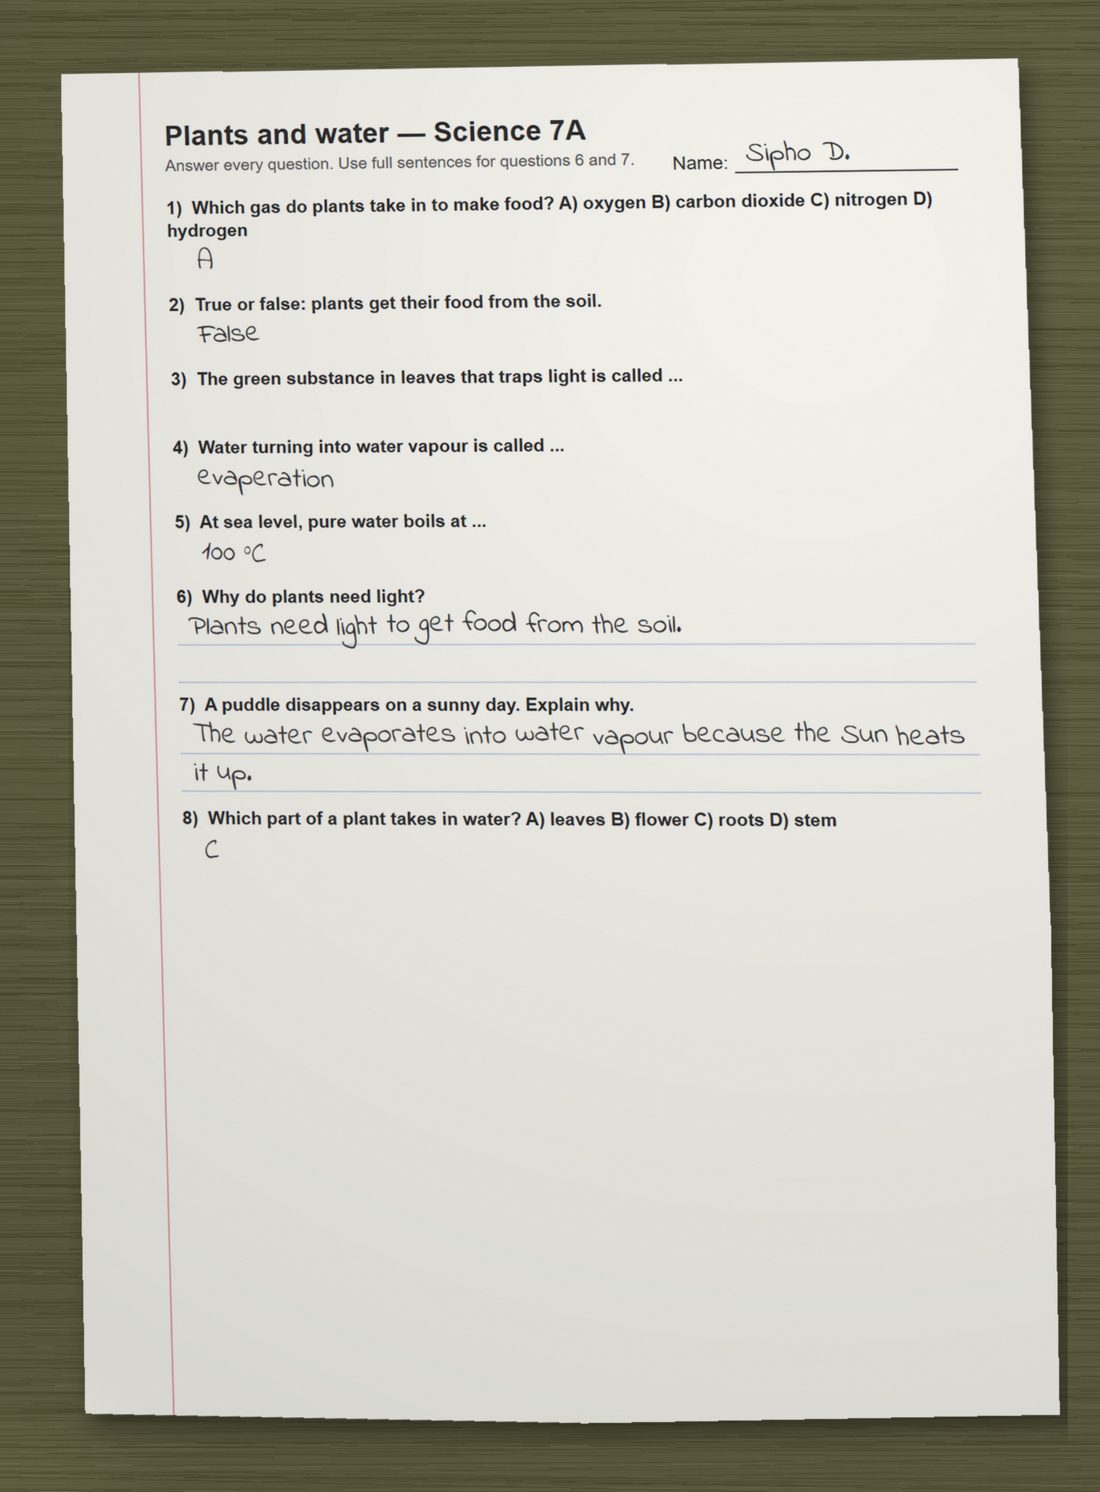 Plants and water — Science 7A
Answer every question. Use full sentences for questions 6 and 7.
Name: Sipho D.
1) Which gas do plants take in to make food? A) oxygen B) carbon dioxide C) nitrogen D)
hydrogen
A
2) True or false: plants get their food from the soil.
False
3) The green substance in leaves that traps light is called ...
4) Water turning into water vapour is called ...
evaperation
5) At sea level, pure water boils at ...
100 °C
6) Why do plants need light?
Plants need light to get food from the soil.
7) A puddle disappears on a sunny day. Explain why.
The water evaporates into water vapour because the Sun heats
it up.
8) Which part of a plant takes in water? A) leaves B) flower C) roots D) stem
C